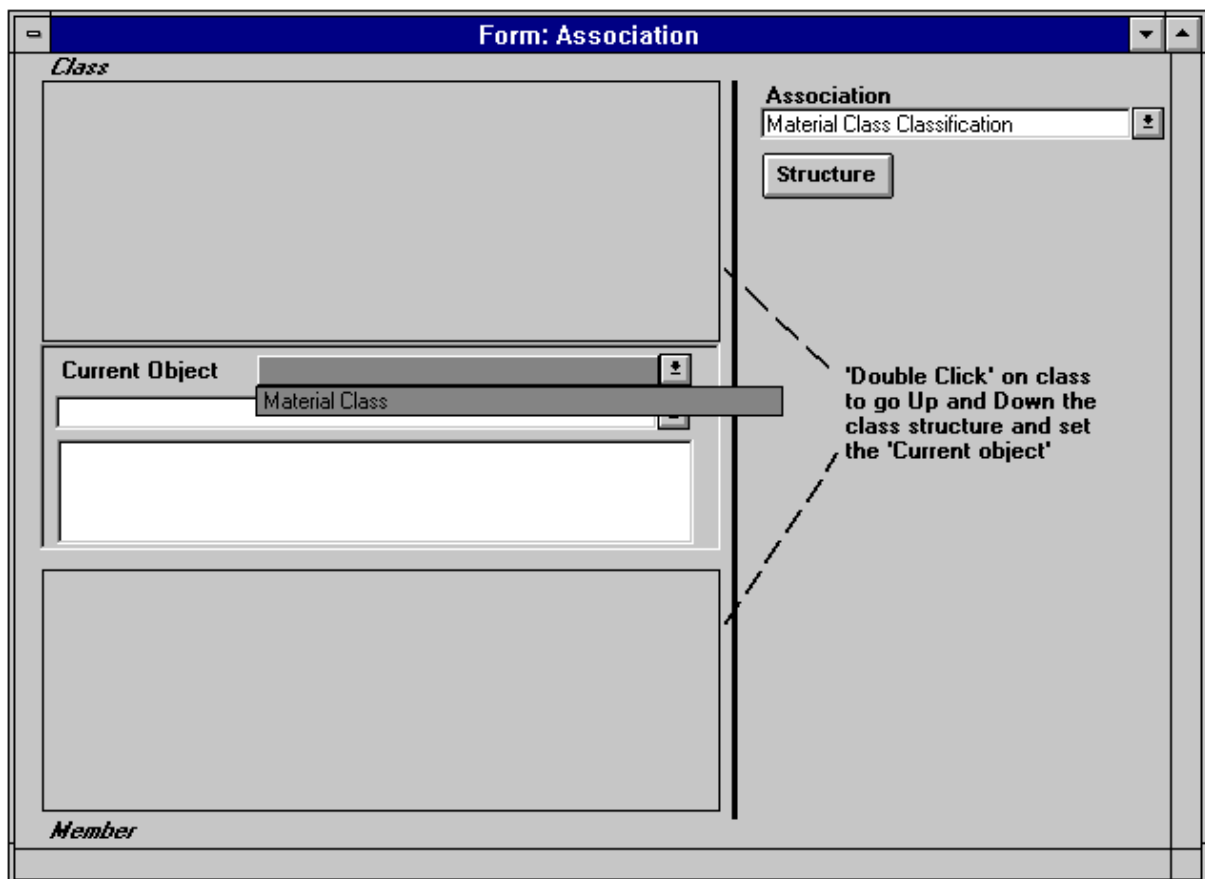 Form: Association
Class
Association
Material Class Classification
Structure
Current Object
Material Class
'Double Click' on class
to go Up and Down the
class structure and set
the 'Current object'
Member